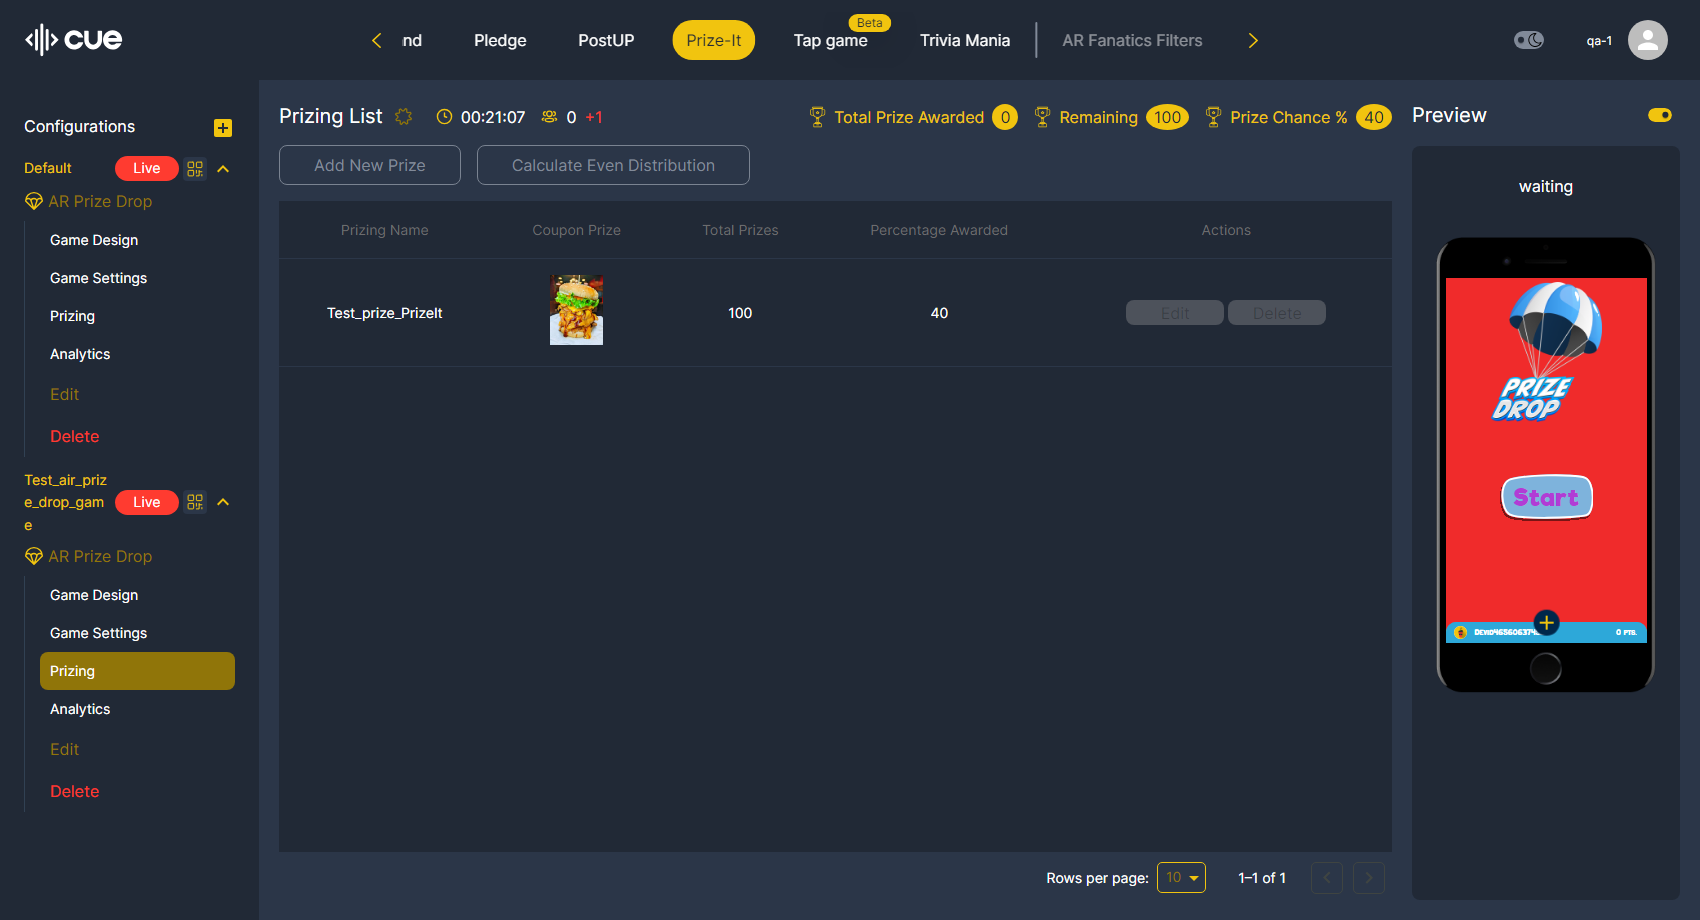 cue
nd
Pledge
PostUP
Prize-It
Beta
Tap game
Trivia Mania
AR Fanatics Filters
qa-1
Configurations
Default
Live
AR Prize Drop
Game Design
Game Settings
Prizing
Analytics
Edit
Delete
Test_air_priz
e_drop_gam
e
Live
AR Prize Drop
Game Design
Game Settings
Prizing
Analytics
Edit
Delete
Prizing List
00:21:07
0 +1
Total Prize Awarded 0
Remaining 100
Prize Chance % 40
Add New Prize
Calculate Even Distribution
Prizing Name
Coupon Prize
Total Prizes
Percentage Awarded
Actions
Test_prize_PrizeIt
100
40
Edit
Delete
Rows per page: 10
1–1 of 1
Preview
waiting
PRIZE
DROP
Start
0 PTS.